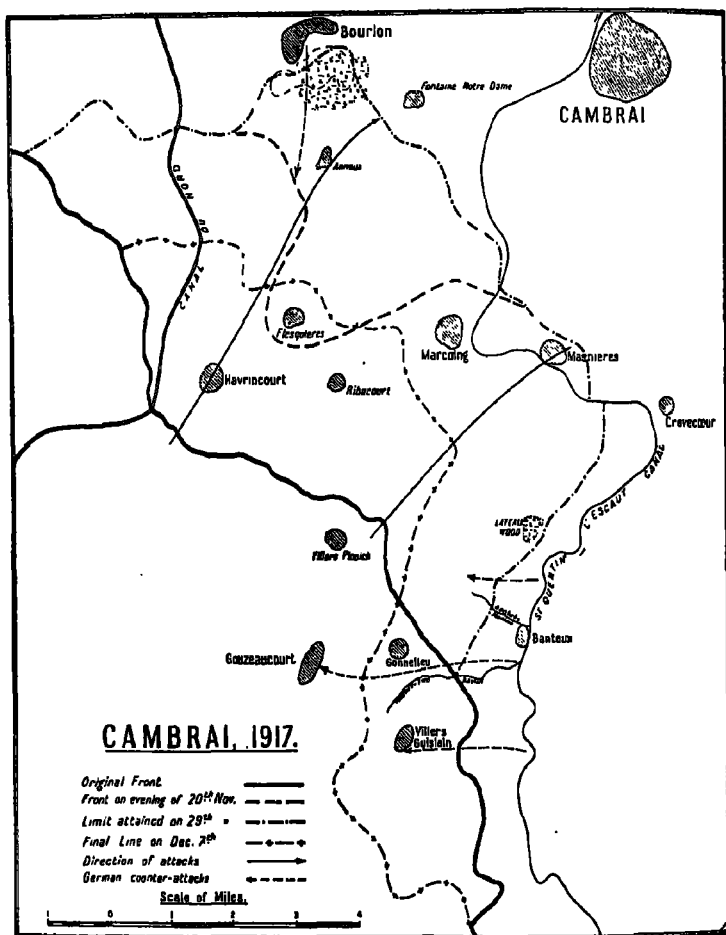 Bourlon
Fontaine Notre Dame
CAMBRAI
CANAL DU NORD
Flesquieres
Marcoing
Masnieres
Havrincourt
Ribecourt
Crevecœur
LATEAU
WOOD
ST QUENTIN – L'ESCAUT CANAL
Villers Plouich
Banteux
Gouzeaucourt
Gonnelieu
Villers
Guislain
CAMBRAI, 1917.
Original Front
Front on evening of 20th Nov.
Limit attained on 29th "
Final Line on Dec. 7th
Direction of attacks
German counter-attacks
Scale of Miles.
0 2 3 4